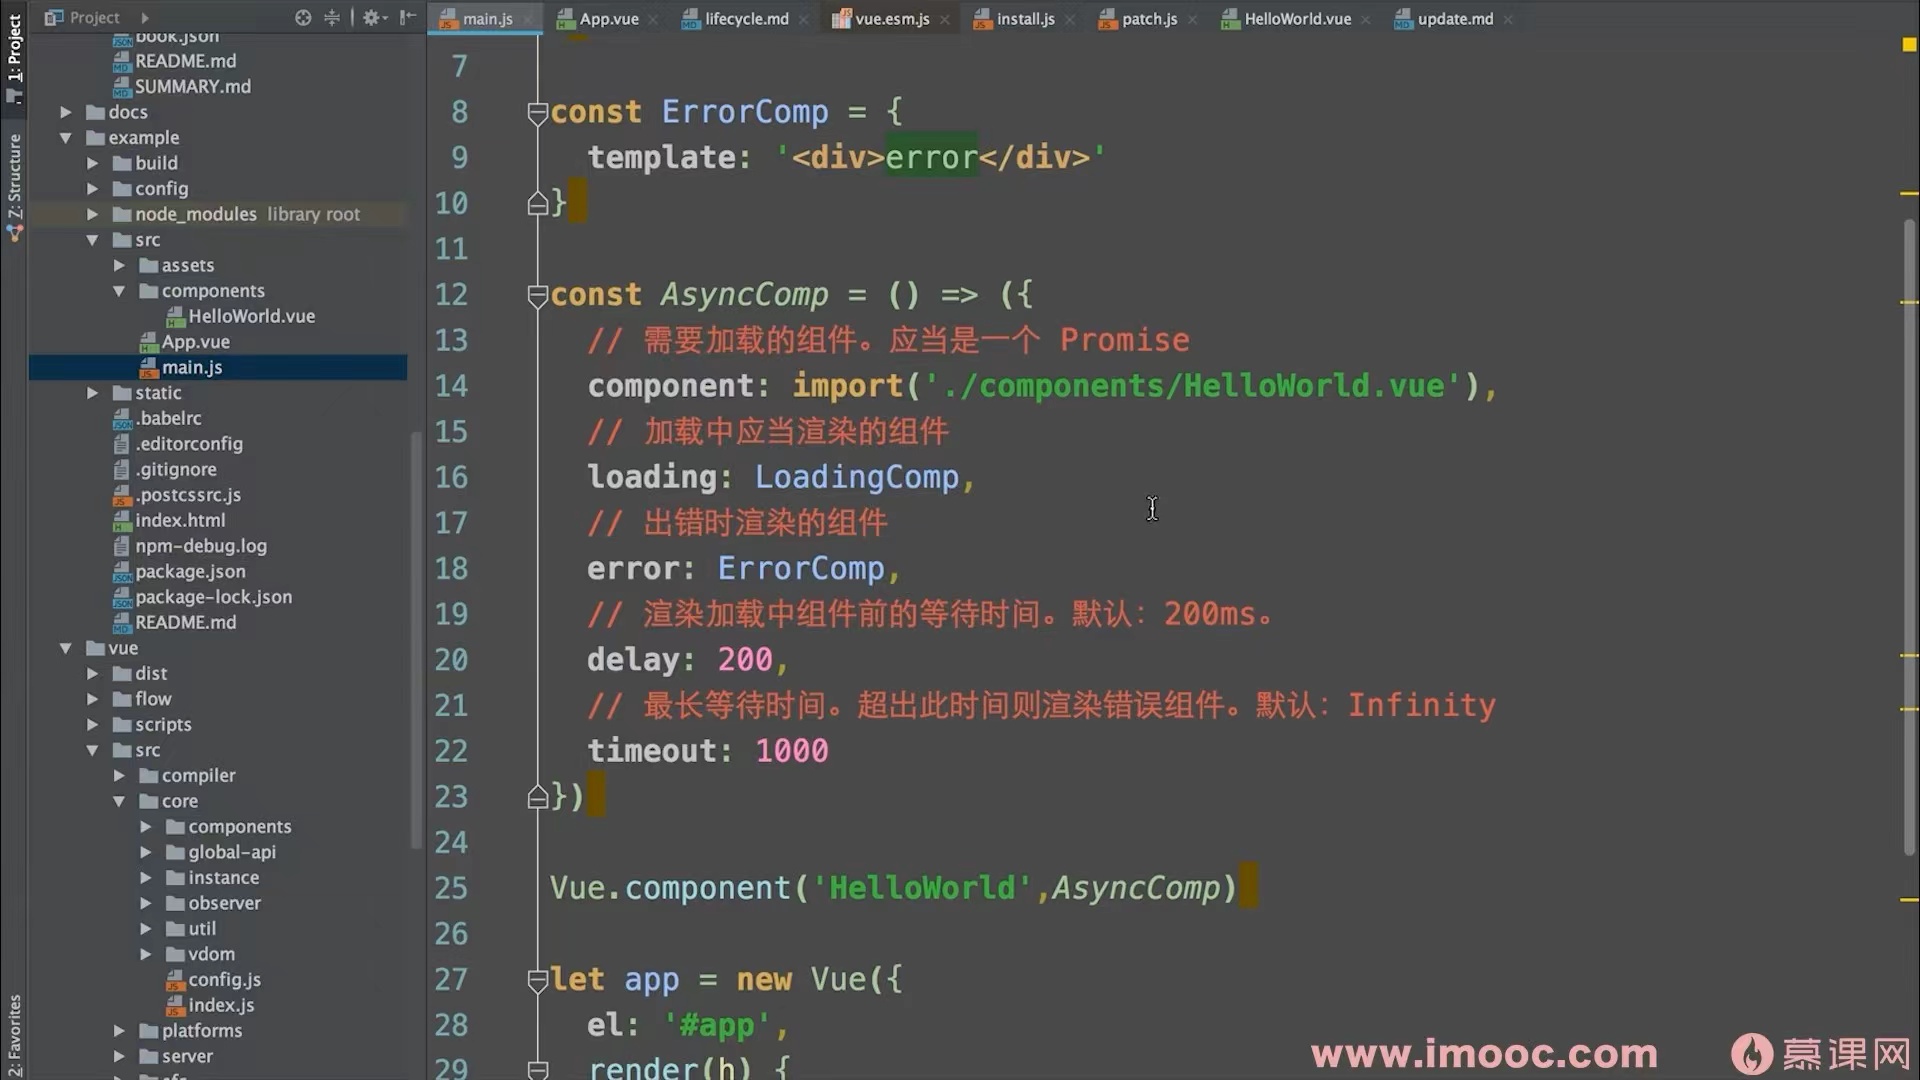 Project
main.js
App.vue
lifecycle.md
vue.esm.js
install.js
patch.js
HelloWorld.vue
update.md
1: Project
Z: Structure
2: Favorites
book.json
README.md
SUMMARY.md
docs
example
build
config
node_modules library root
src
assets
components
HelloWorld.vue
App.vue
main.js
static
.babelrc
.editorconfig
.gitignore
.postcssrc.js
index.html
npm-debug.log
package.json
package-lock.json
README.md
vue
dist
flow
scripts
src
compiler
core
components
global-api
instance
observer
util
vdom
config.js
index.js
platforms
server
7
8 const ErrorComp = {
9 template: '<div>error</div>'
10 }
11
12 const AsyncComp = () => ({
13 // 需要加载的组件。应当是一个 Promise
14 component: import('./components/HelloWorld.vue'),
15 // 加载中应当渲染的组件
16 loading: LoadingComp,
17 // 出错时渲染的组件
18 error: ErrorComp,
19 // 渲染加载中组件前的等待时间。默认：200ms。
20 delay: 200,
21 // 最长等待时间。超出此时间则渲染错误组件。默认：Infinity
22 timeout: 1000
23 })
24
25 Vue.component('HelloWorld',AsyncComp)
26
27 let app = new Vue({
28 el: '#app',
29 render(h) {
www.imooc.com 慕课网